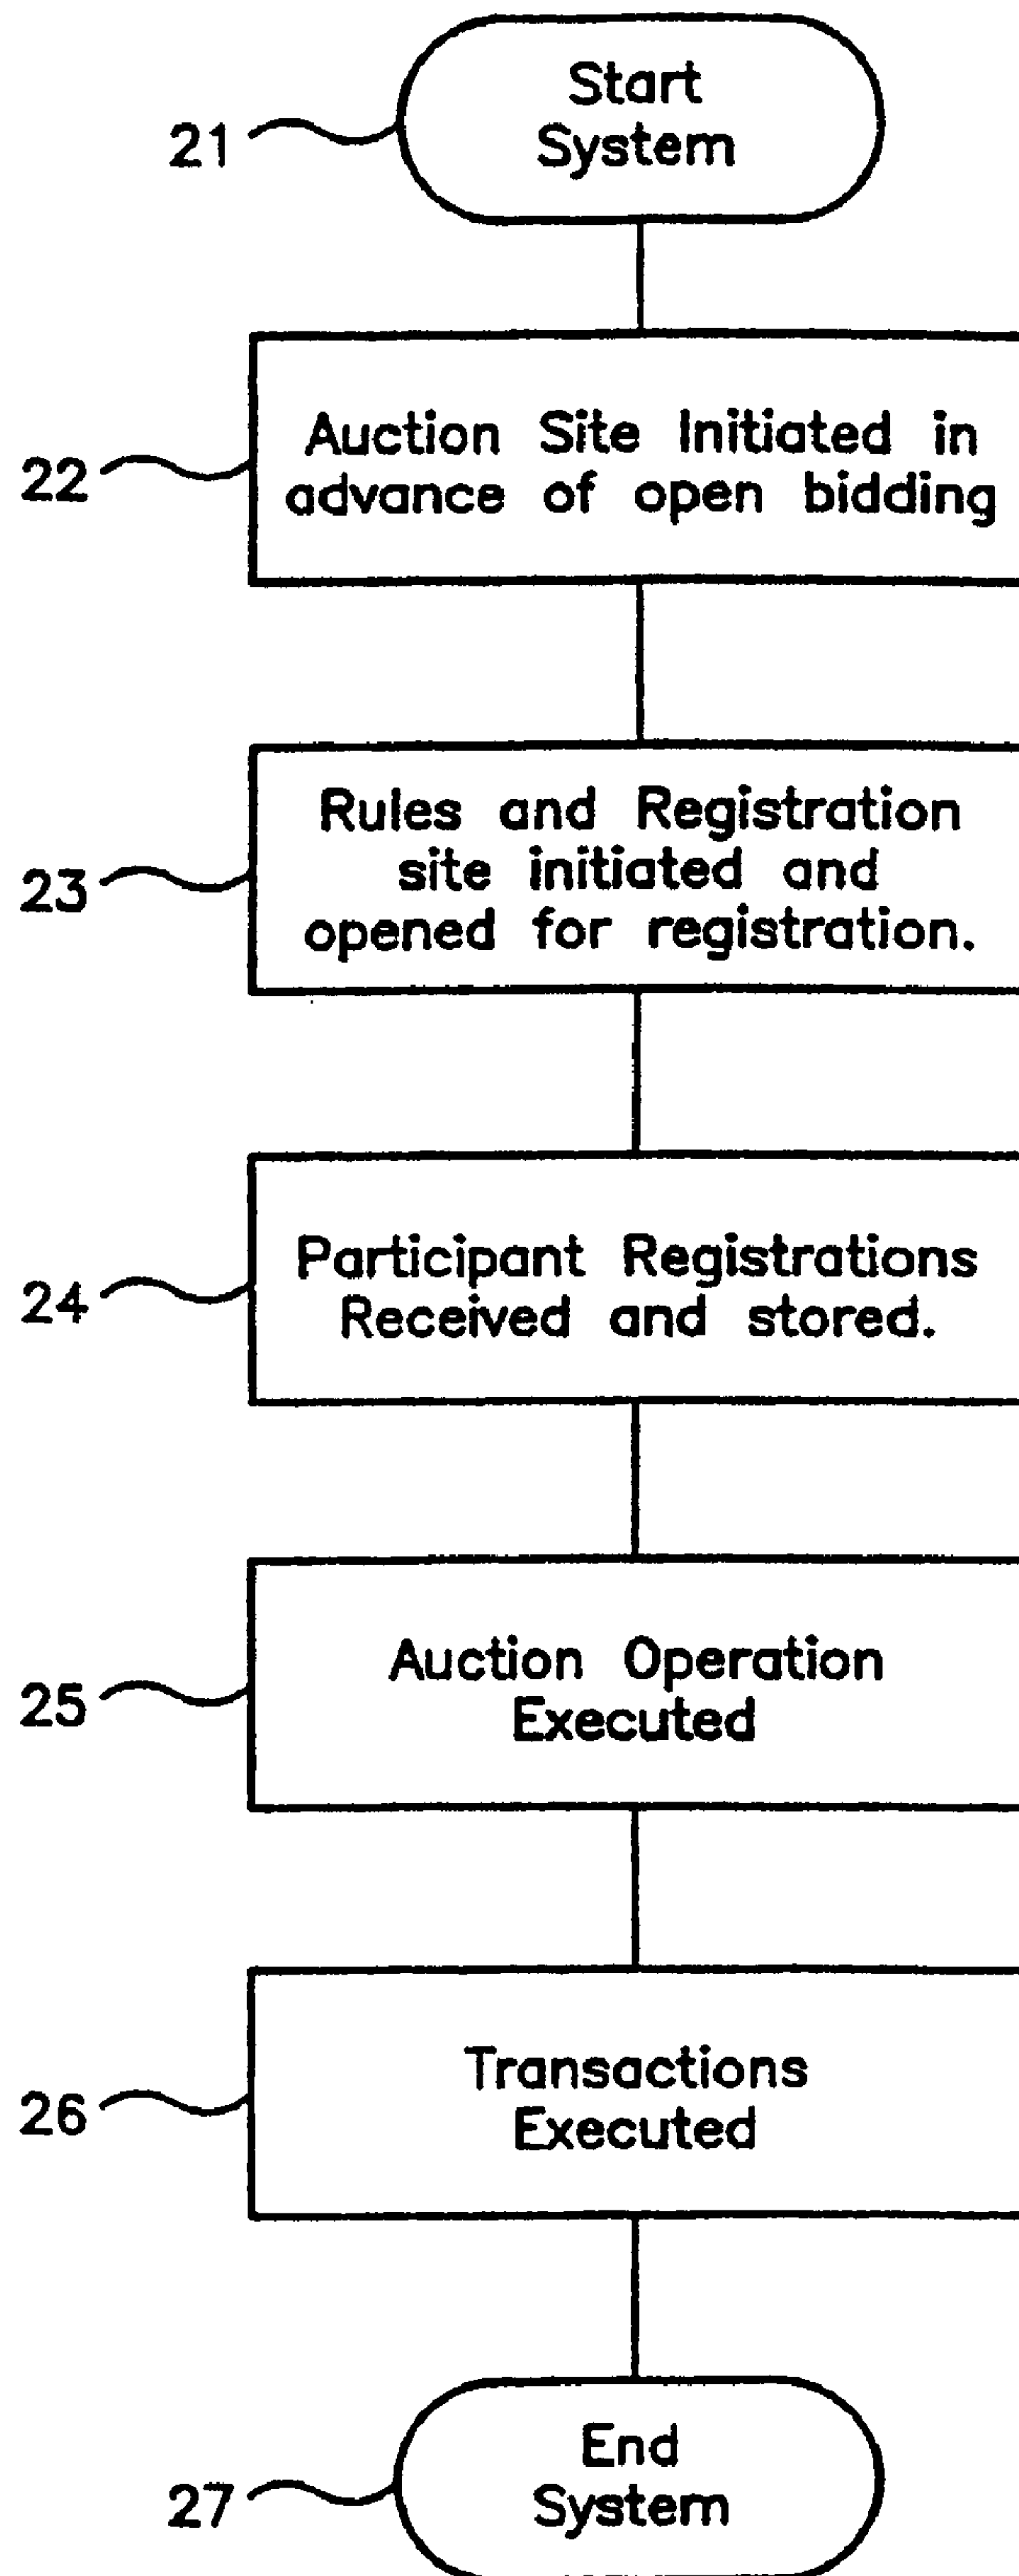 Start
System
21
Auction Site Initiated in
advance of open bidding
22
Rules and Registration
site initiated and
opened for registration.
23
Participant Registrations
Received and stored.
24
Auction Operation
Executed
25
Transactions
Executed
26
End
System
27